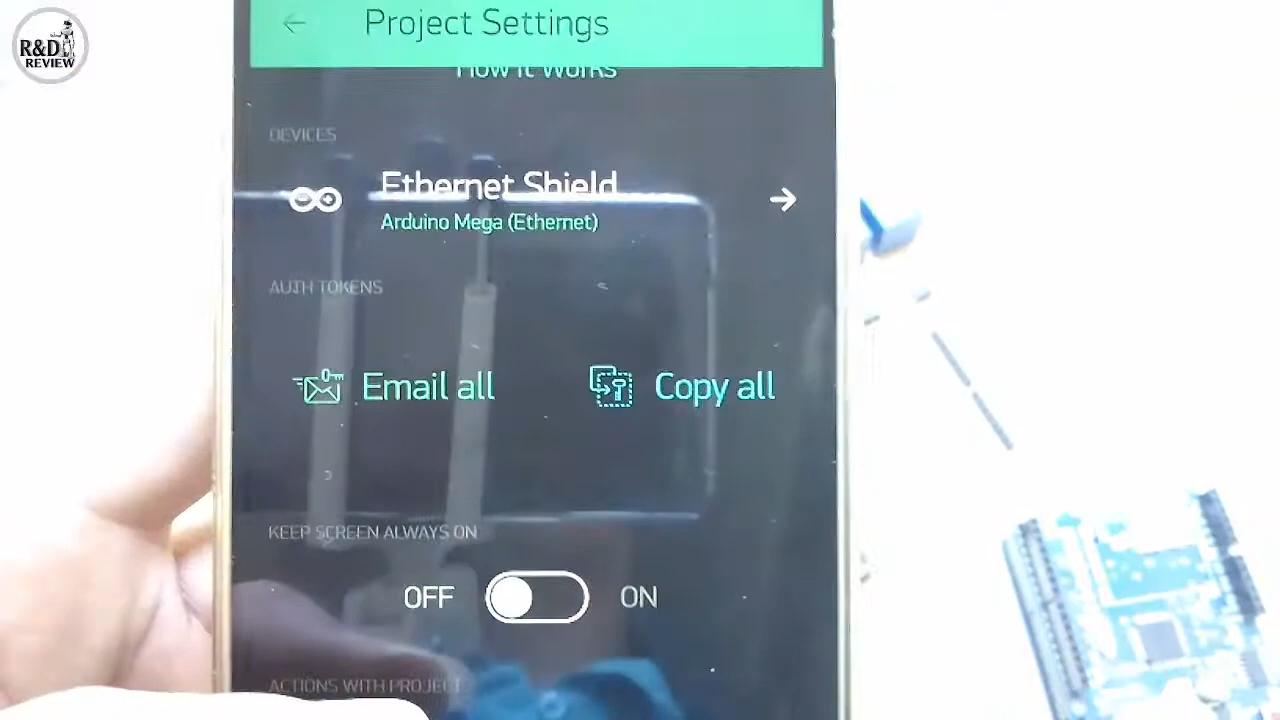 R&D
REVIEW
Project Settings
How It Works
DEVICES
Ethernet Shield
Arduino Mega (Ethernet)
AUTH TOKENS
Email all
Copy all
KEEP SCREEN ALWAYS ON
OFF
ON
ACTIONS WITH PROJECT